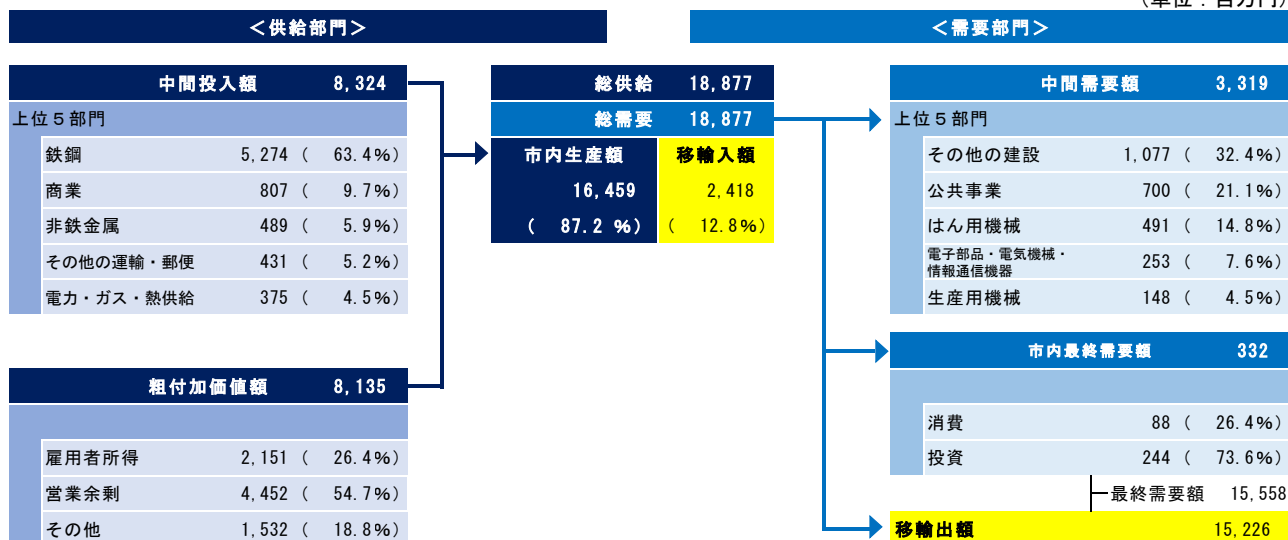 （単位：百万円）
＜供給部門＞
＜需要部門＞
中間投入額 8,324
上位５部門
鉄鋼 5,274 ( 63.4%)
商業 807 ( 9.7%)
非鉄金属 489 ( 5.9%)
その他の運輸・郵便 431 ( 5.2%)
電力・ガス・熱供給 375 ( 4.5%)
粗付加価値額 8,135
雇用者所得 2,151 ( 26.4%)
営業余剰 4,452 ( 54.7%)
その他 1,532 ( 18.8%)
総供給 18,877
総需要 18,877
市内生産額 移輸入額
16,459 2,418
( 87.2 %) ( 12.8%)
中間需要額 3,319
上位５部門
その他の建設 1,077 ( 32.4%)
公共事業 700 ( 21.1%)
はん用機械 491 ( 14.8%)
電子部品・電気機械・
情報通信機器 253 ( 7.6%)
生産用機械 148 ( 4.5%)
市内最終需要額 332
消費 88 ( 26.4%)
投資 244 ( 73.6%)
最終需要額 15,558
移輸出額 15,226